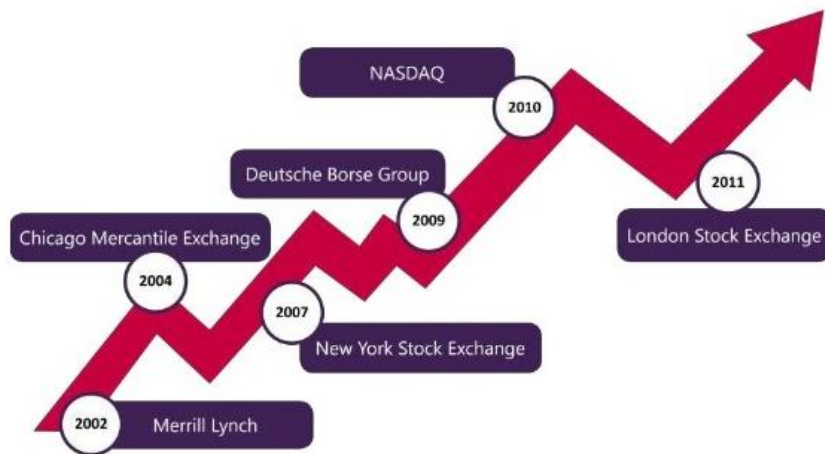 NASDAQ
2010
Deutsche Borse Group
2009
2011
London Stock Exchange
Chicago Mercantile Exchange
2004
2007
New York Stock Exchange
2002
Merrill Lynch